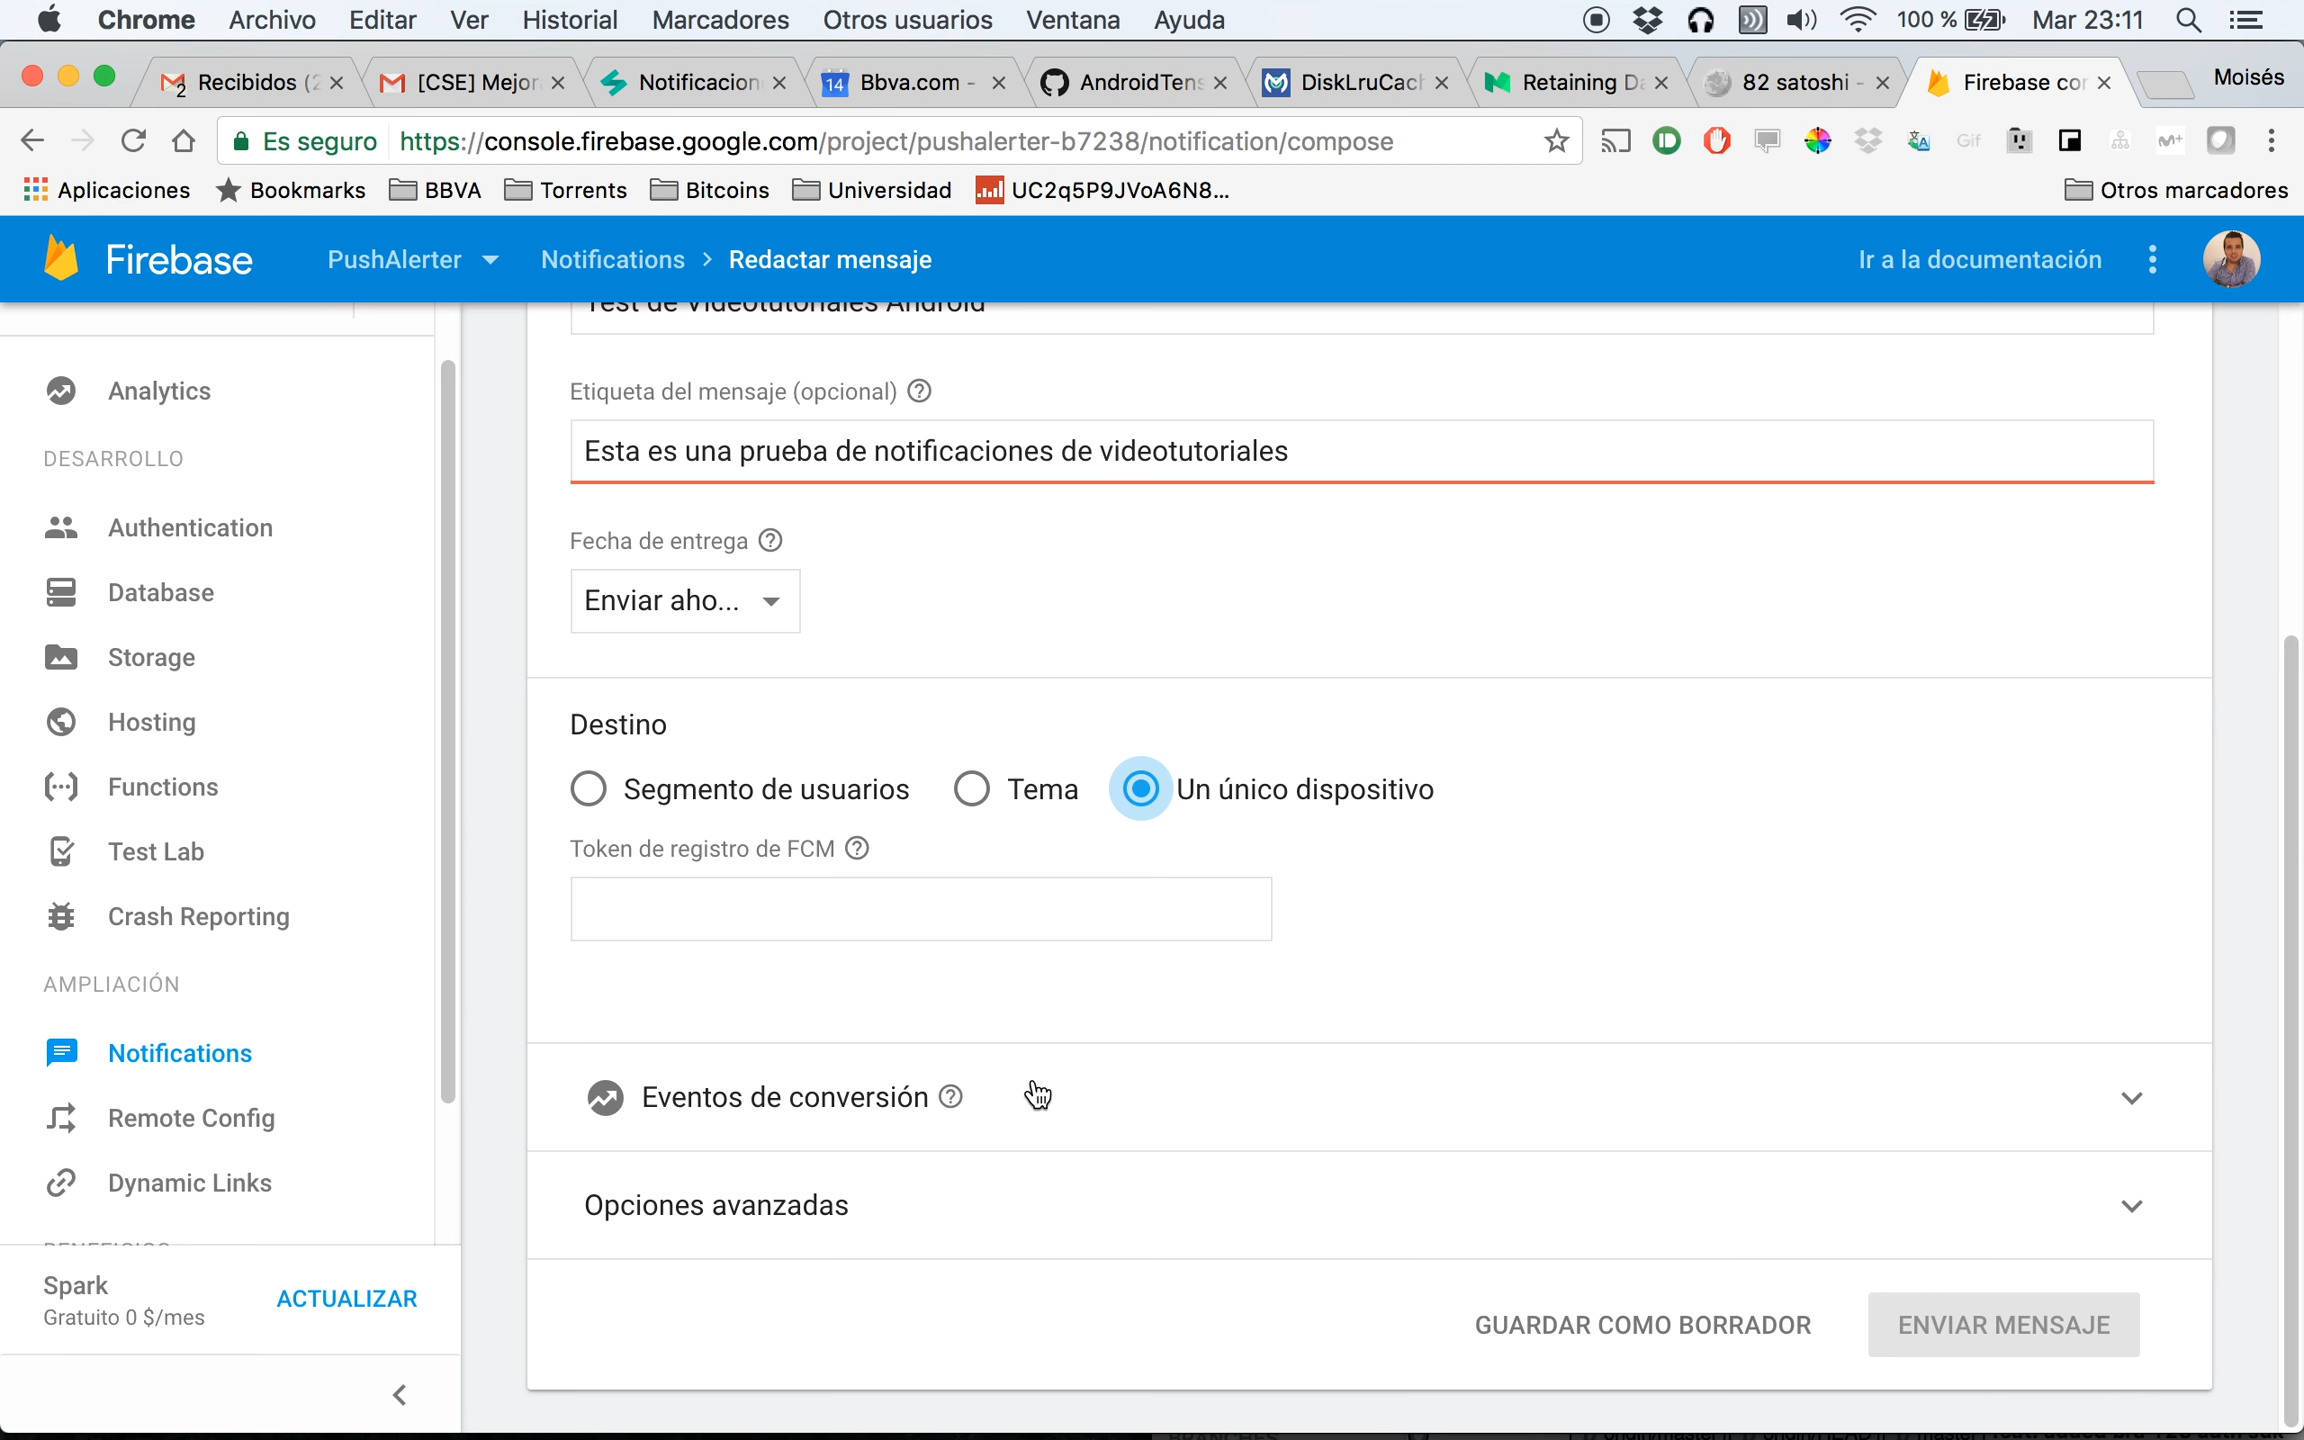 Chrome Archivo Editar Ver Historial Marcadores Otros usuarios Ventana Ayuda 100 % Mar 23:11
Recibidos (2 [CSE] Mejor Notificacion Bbva.com - AndroidTens DiskLruCach Retaining Da 82 satoshi - Firebase con Moisés
Es seguro https://console.firebase.google.com/project/pushalerter-b7238/notification/compose
Aplicaciones Bookmarks BBVA Torrents Bitcoins Universidad UC2q5P9JVoA6N8... Otros marcadores
Firebase PushAlerter Notifications > Redactar mensaje Ir a la documentación
Test de Videotutoriales Android
Analytics
Etiqueta del mensaje (opcional)
DESARROLLO
Esta es una prueba de notificaciones de videotutoriales
Authentication
Fecha de entrega
Database
Enviar aho...
Storage
Hosting
Destino
Functions
Segmento de usuarios Tema Un único dispositivo
Test Lab
Token de registro de FCM
Crash Reporting
AMPLIACIÓN
Notifications
Eventos de conversión
Remote Config
Dynamic Links
Opciones avanzadas
Spark
Gratuito 0 $/mes
ACTUALIZAR
GUARDAR COMO BORRADOR ENVIAR MENSAJE